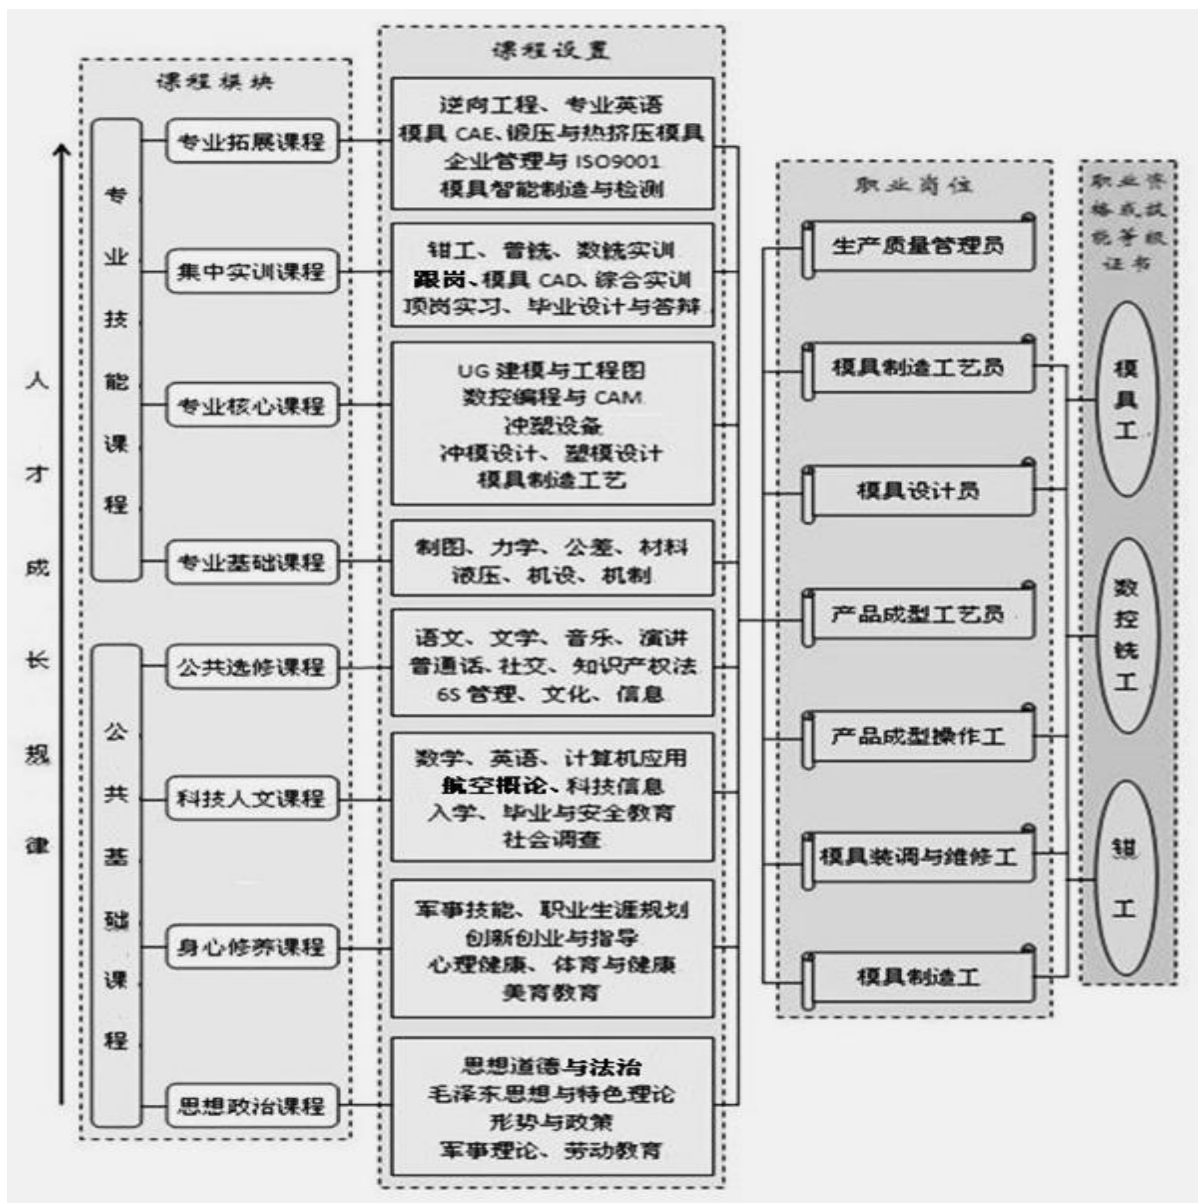 人才成长规律
课程模块
专业技能课程
专业拓展课程
集中实训课程
专业核心课程
专业基础课程
公共基础课程
公共选修课程
科技人文课程
身心修养课程
思想政治课程
课程设置
逆向工程、专业英语
模具 CAE、锻压与热挤压模具
企业管理与 ISO9001
模具智能制造与检测
钳工、普铣、数铣实训
跟岗、模具 CAD、综合实训
顶岗实习、毕业设计与答辩
UG 建模与工程图
数控编程与 CAM
冲塑设备
冲模设计、塑模设计
模具制造工艺
制图、力学、公差、材料
液压、机设、机制
语文、文学、音乐、演讲
普通话、社交、知识产权法
6S 管理、文化、信息
数学、英语、计算机应用
航空概论、科技信息
入学、毕业与安全教育
社会调查
军事技能、职业生涯规划
创新创业与指导
心理健康、体育与健康
美育教育
思想道德与法治
毛泽东思想与特色理论
形势与政策
军事理论、劳动教育
职业岗位
生产质量管理员
模具制造工艺员
模具设计员
产品成型工艺员
产品成型操作工
模具装调与维修工
模具制造工
职业资
格或技
能等级
证书
模具工
数控铣工
钳工